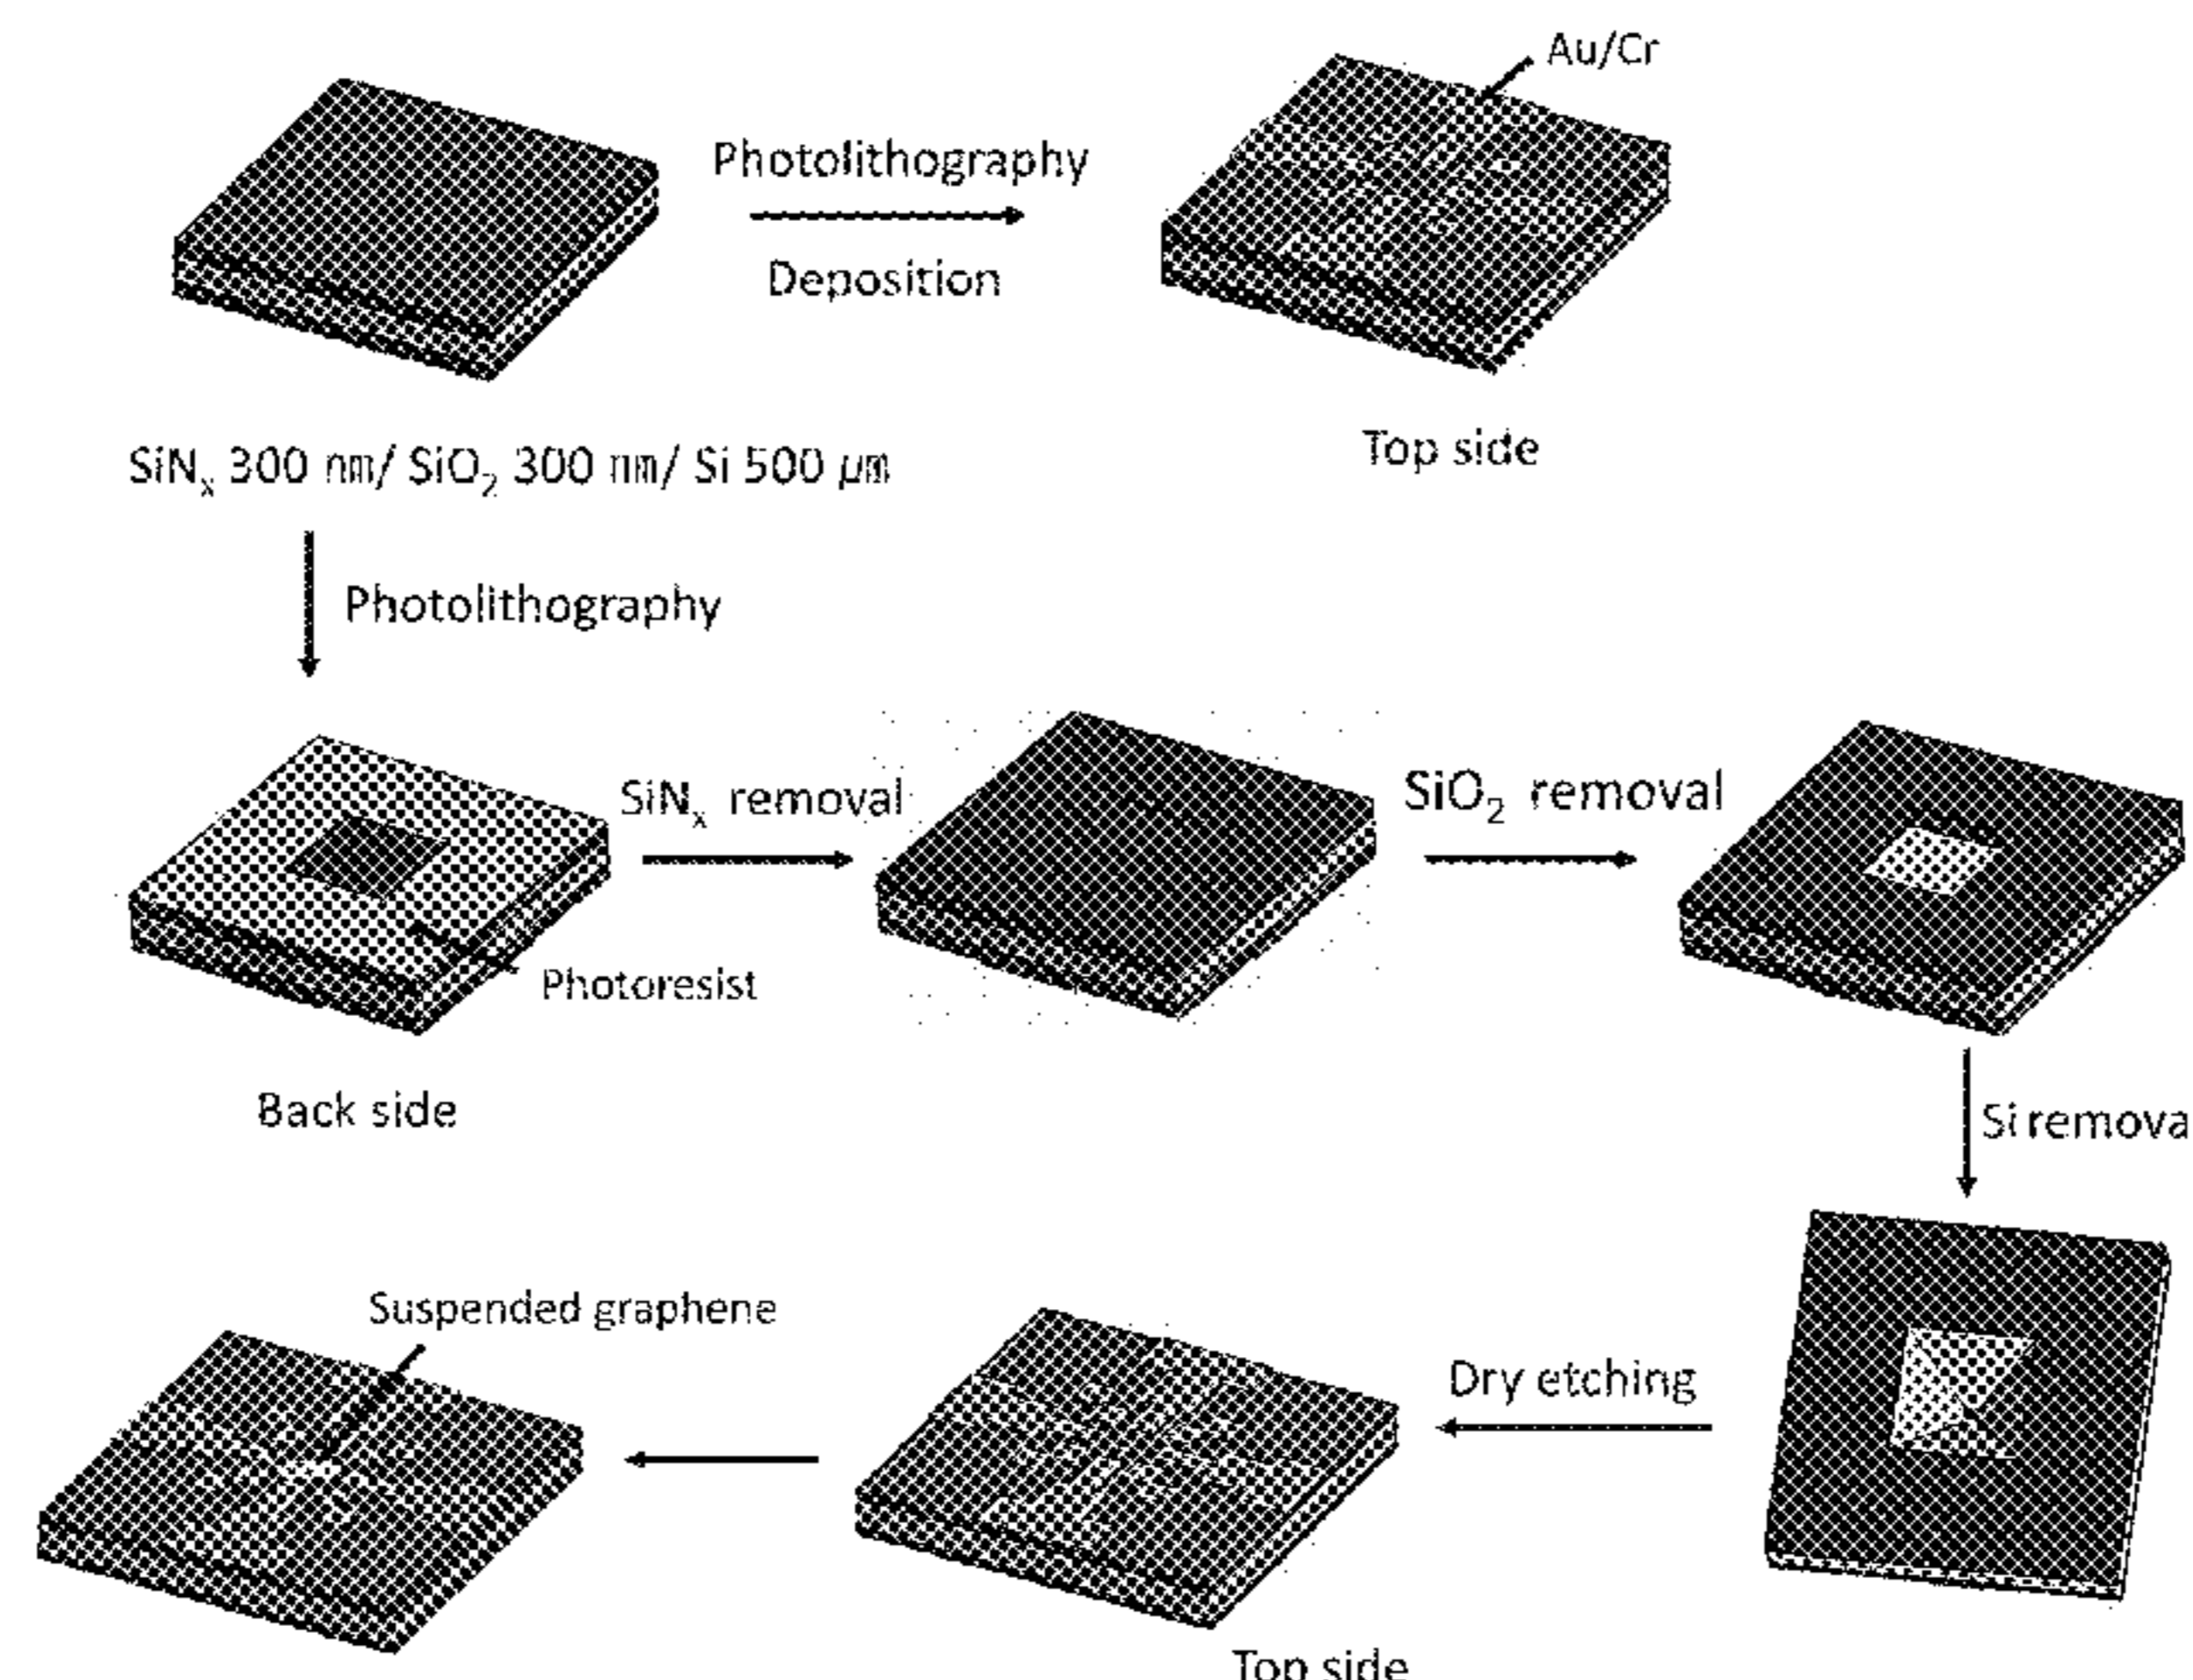 Au/Cr
Photolithography
Deposition
Top side
SiNₓ 300 nm/ SiO₂ 300 nm/ Si 500 μm
Photolithography
SiNₓ removal
SiO₂ removal
Photoresist
Back side
Si remova
Suspended graphene
Dry etching
Top side